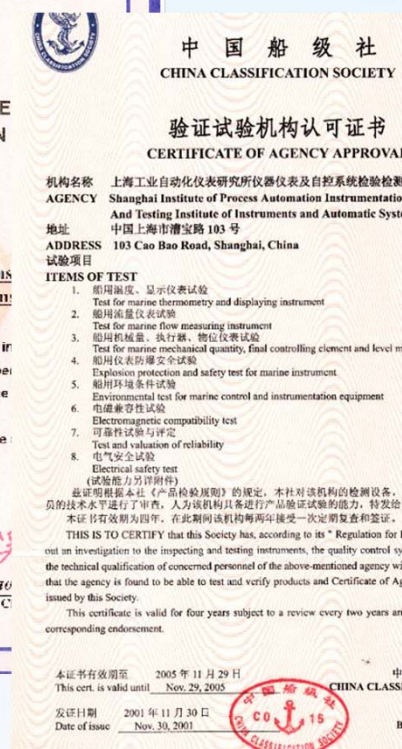 中国船级社
CHINA CLASSIFICATION SOCIETY
验证试验机构认可证书
CERTIFICATE OF AGENCY APPROVAL
机构名称 上海工业自动化仪表研究所仪器仪表及自控系统检验检测
AGENCY Shanghai Institute of Process Automation Instrumentatio
And Testing Institute of Instruments and Automatic Syst
地址 中国上海市漕宝路 103 号
ADDRESS 103 Cao Bao Road, Shanghai, China
试验项目
ITEMS OF TEST
1. 船用温度、显示仪表试验
Test for marine thermometry and displaying instrument
2. 船用流量仪表试验
Test for marine flow measuring instrument
3. 船用机械量、执行器、物位仪表试验
Test for marine mechanical quantity, final controlling element and level m
4. 船用仪表防爆安全试验
Explosion protection and safety test for marine instrument
5. 船用环境条件试验
Environmental test for marine control and instrumentation equipment
6. 电磁兼容性试验
Electromagnetic compatibility test
7. 可靠性试验与评定
Test and valuation of reliability
8. 电气安全试验
Electrical safety test
(试验能力另详附件)
兹证明根据本社《产品检验规则》的规定，本社对该机构的检测设备，
员的技术水平进行了审查，人为该机构具备进行产品验证试验的能力，特发给
本证书有效期为四年。在此期间该机构每两年接受一次定期复查和签证。
THIS IS TO CERTIFY that this Society has, according to its " Regulation for
out an investigation to the inspecting and testing instruments, the quality control sy
the technical qualification of concerned personnel of the above-mentioned agency wi
that the agency is found to be able to test and verify products and Certificate of Ag
issued by this Society.
This certificate is valid for four years subject to a review every two years an
corresponding endorsement.
本证书有效期至 2005 年 11 月 29 日
This cert. is valid until Nov. 29, 2005
CHINA CLASS
发证日期 2001 年 11 月 30 日
Date of issue Nov. 30, 2001
中国船级社
CO 15
CHINA CLASSIFICATION SOCIETY